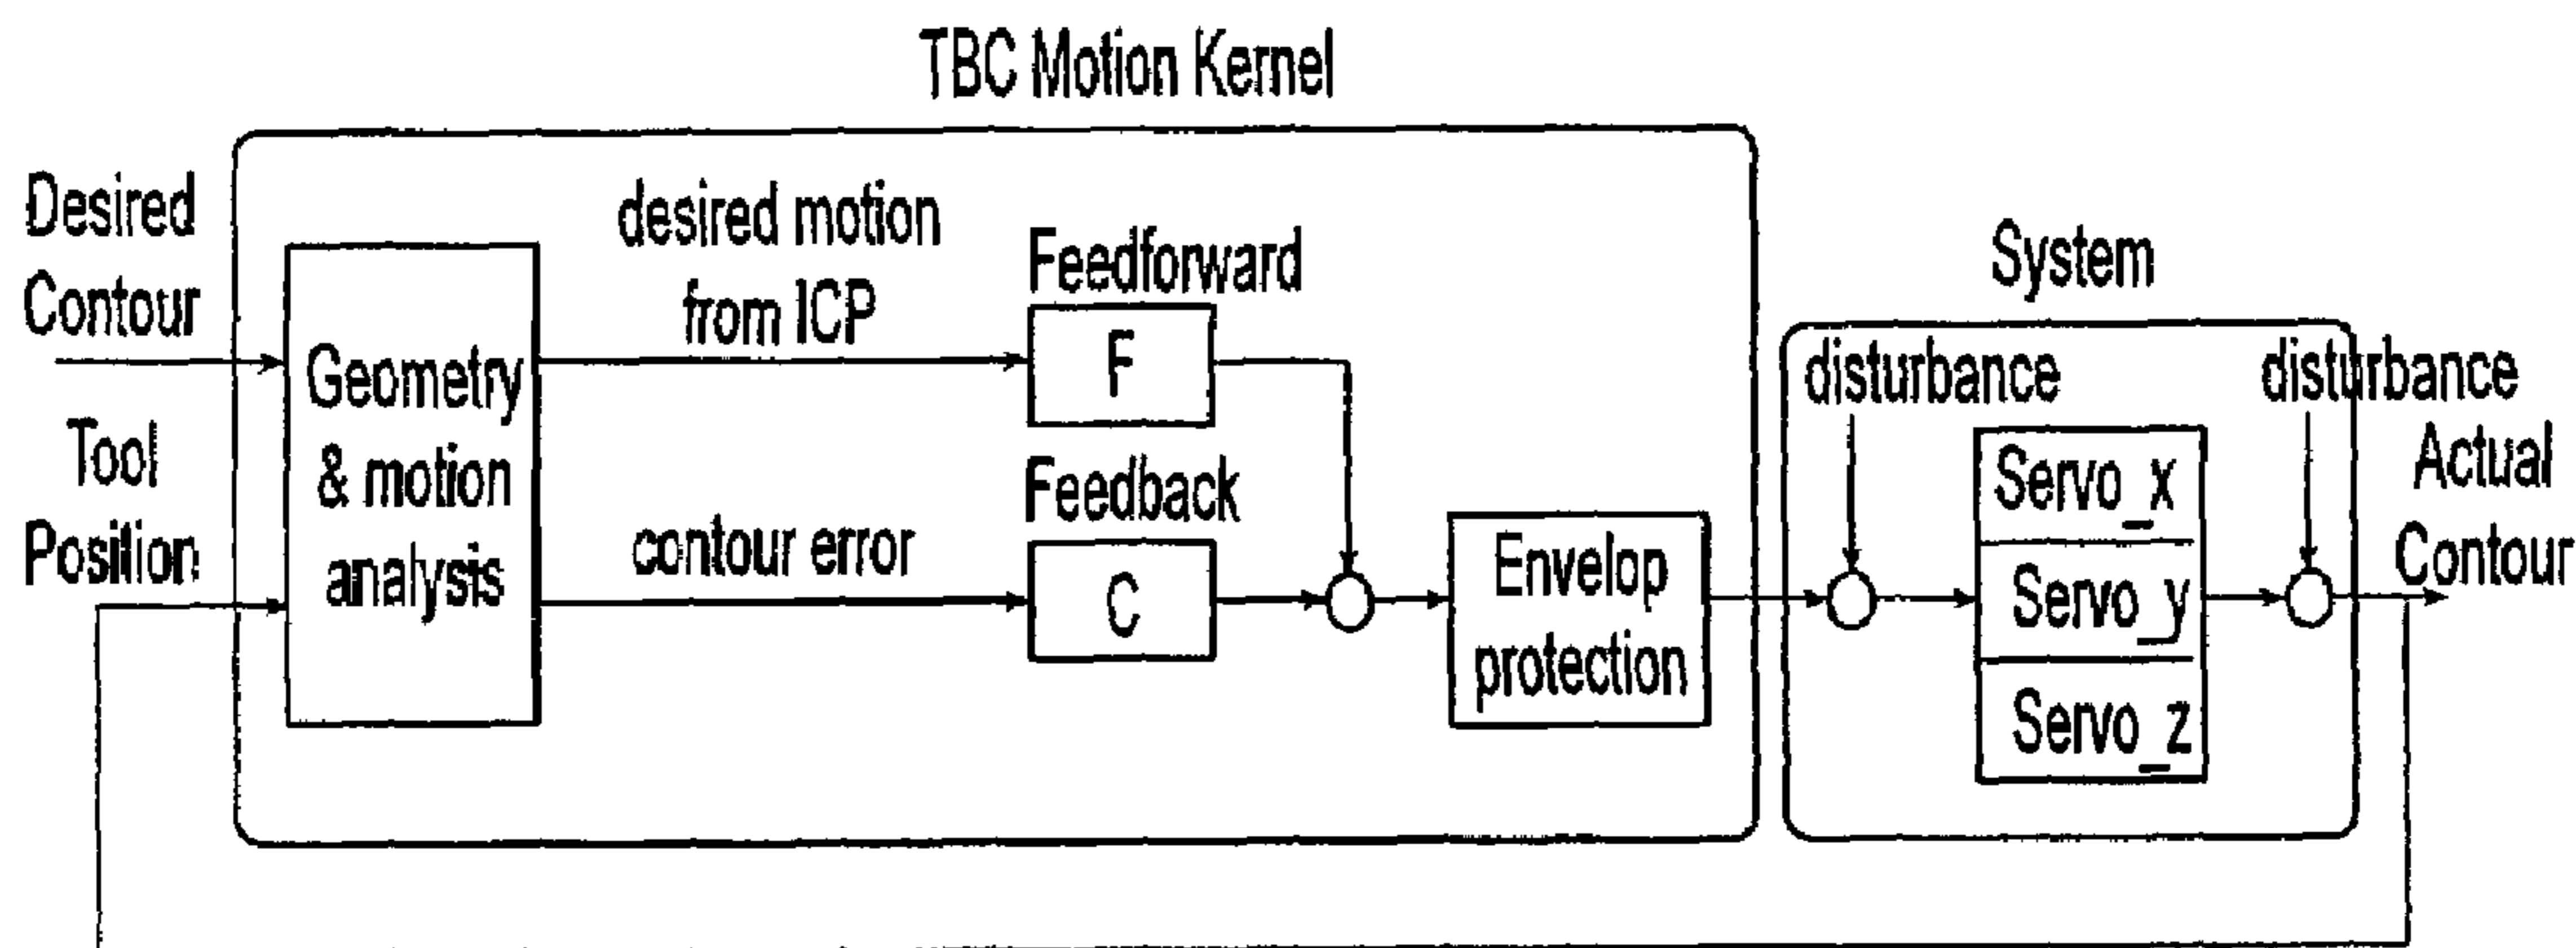 TBC Motion Kernel
Desired
Contour
Tool
Position
Geometry
& motion
analysis
desired motion
from ICP
contour error
Feedforward
F
Feedback
C
Envelop
protection
System
disturbance
disturbance
Servo_x
Servo_y
Servo_z
Actual
Contour